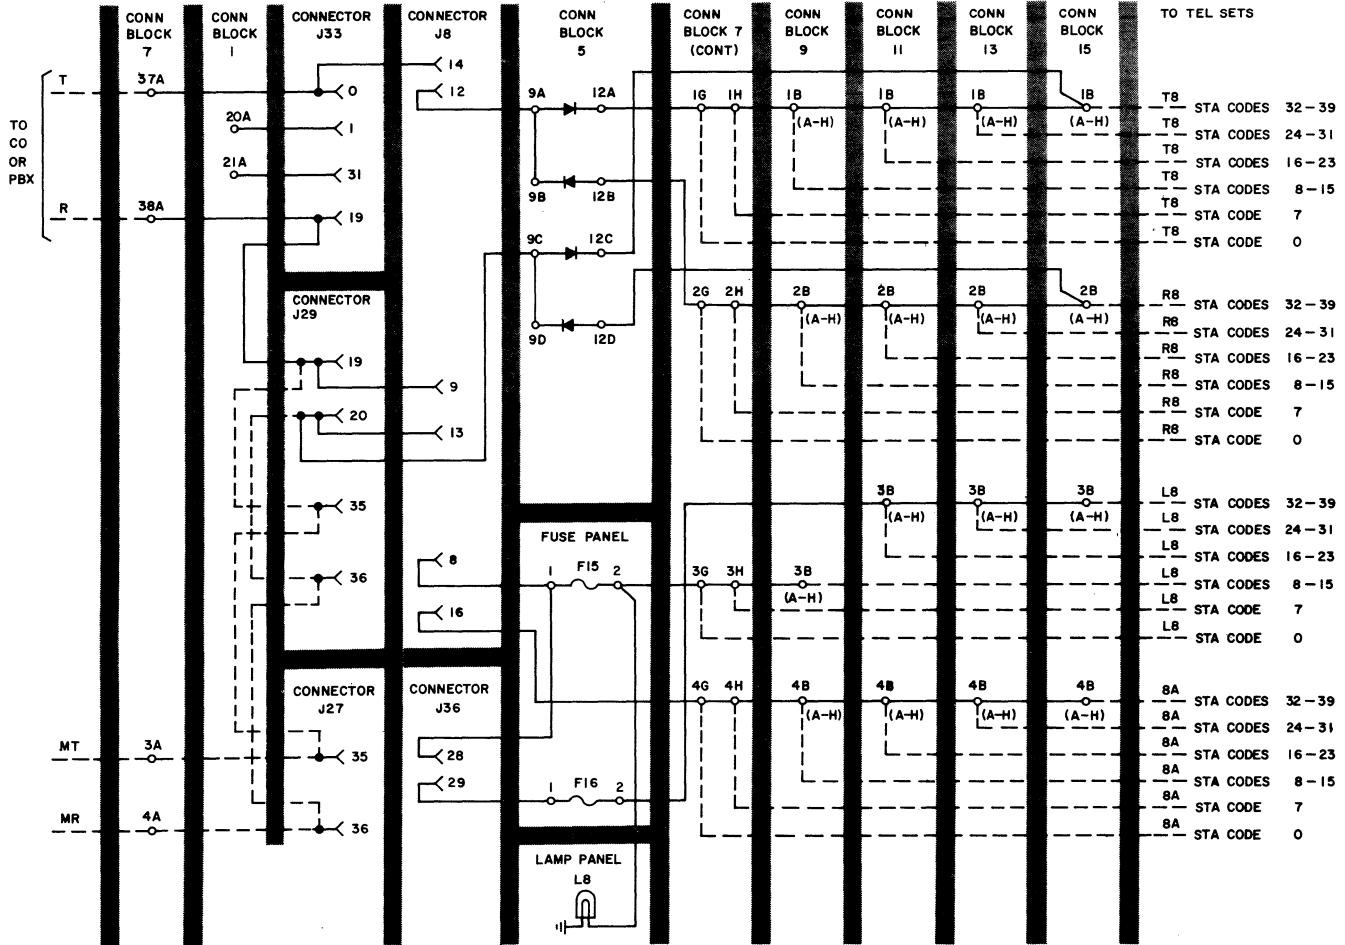 CONN BLOCK 7
CONN BLOCK 1
CONNECTOR J33
CONNECTOR J8
CONN BLOCK 5
CONN BLOCK 7 (CONT)
CONN BLOCK 9
CONN BLOCK 11
CONN BLOCK 13
CONN BLOCK 15
TO TEL SETS
TO CO OR PBX
T 37A 0
14
12
20A 1
21A 31
R 38A 19
9A 12A
9B 12B
9C 12C
9D 12D
1G 1H 1B 1B 1B 1B
(A-H) (A-H) (A-H) (A-H)
T8 STA CODES 32-39
T8 STA CODES 24-31
T8 STA CODES 16-23
T8 STA CODES 8-15
T8 STA CODE 7
T8 STA CODE 0
CONNECTOR J29
19
9
20
13
35
36
2G 2H 2B 2B 2B 2B
(A-H) (A-H) (A-H) (A-H)
R8 STA CODES 32-39
R8 STA CODES 24-31
R8 STA CODES 16-23
R8 STA CODES 8-15
R8 STA CODE 7
R8 STA CODE 0
3B 3B 3B
(A-H) (A-H) (A-H)
L8 STA CODES 32-39
L8 STA CODES 24-31
L8 STA CODES 16-23
FUSE PANEL
8
1 F15 2
3G 3H 3B
(A-H)
L8 STA CODES 8-15
L8 STA CODE 7
L8 STA CODE 0
16
CONNECTOR J27
CONNECTOR J36
4G 4H 4B 4B 4B 4B
(A-H) (A-H) (A-H) (A-H)
8A STA CODES 32-39
8A STA CODES 24-31
8A STA CODES 16-23
8A STA CODES 8-15
8A STA CODE 7
8A STA CODE 0
MT 3A 35
28
29
1 F16 2
MR 4A 36
LAMP PANEL
L8